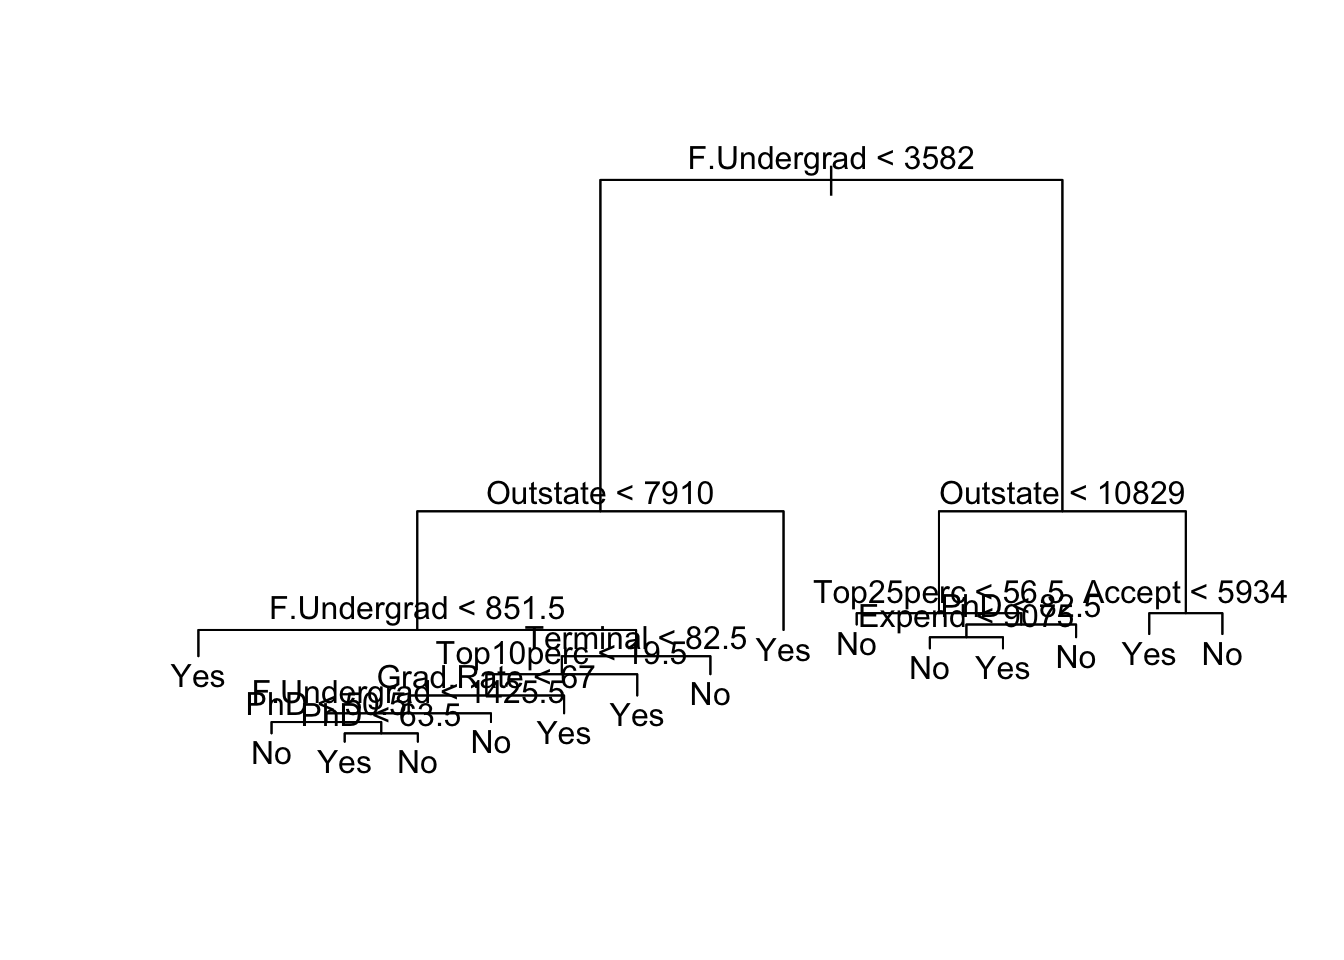 F.Undergrad < 3582
Outstate < 7910
Outstate < 10829
Top25perc < 56.5
Accept < 5934
PhD < 82.5
F.Undergrad < 851.5
Expend < 9075
Terminal < 82.5
No
Yes
Top10perc < 19.5
Yes
No
No
Yes
No
Yes
Grad.Rate < 67
No
F.Undergrad < 1425.5
PhD < 50.5
PhD < 63.5
Yes
Yes
No
No
Yes
No